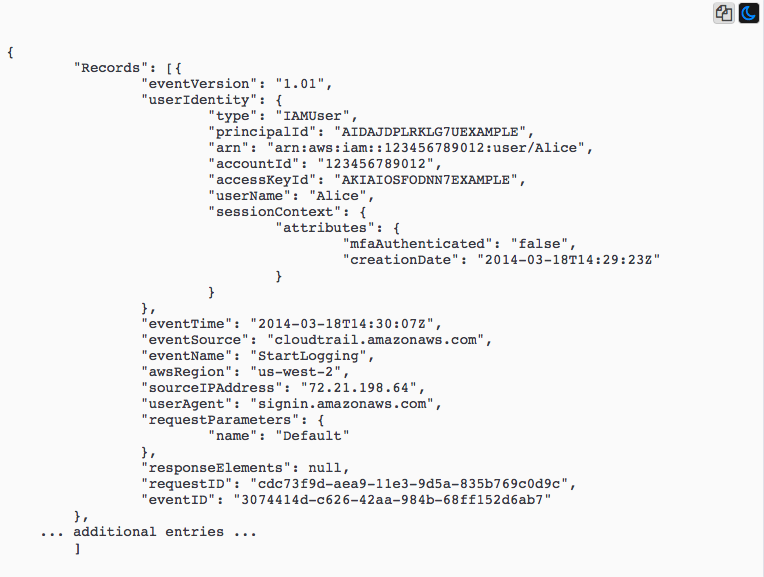 {
"Records": [{
"eventVersion": "1.01",
"userIdentity": {
"type": "IAMUser",
"principalId": "AIDAJDPLRKLG7UEXAMPLE",
"arn": "arn:aws:iam::123456789012:user/Alice",
"accountId": "123456789012",
"accessKeyId": "AKIAIOSFODNN7EXAMPLE",
"userName": "Alice",
"sessionContext": {
"attributes": {
"mfaAuthenticated": "false",
"creationDate": "2014-03-18T14:29:23Z"
}
}
},
"eventTime": "2014-03-18T14:30:07Z",
"eventSource": "cloudtrail.amazonaws.com",
"eventName": "StartLogging",
"awsRegion": "us-west-2",
"sourceIPAddress": "72.21.198.64",
"userAgent": "signin.amazonaws.com",
"requestParameters": {
"name": "Default"
},
"responseElements": null,
"requestID": "cdc73f9d-aea9-11e3-9d5a-835b769c0d9c",
"eventID": "3074414d-c626-42aa-984b-68ff152d6ab7"
},
... additional entries ...
]